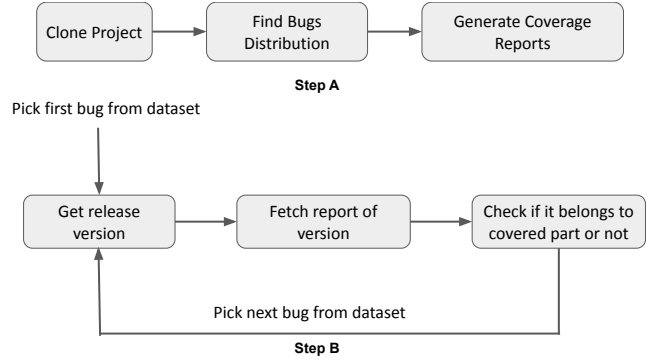 Clone Project
Find Bugs
Distribution
Generate Coverage
Reports
Step A
Pick first bug from dataset
Get release
version
Fetch report of
version
Check if it belongs to
covered part or not
Pick next bug from dataset
Step B